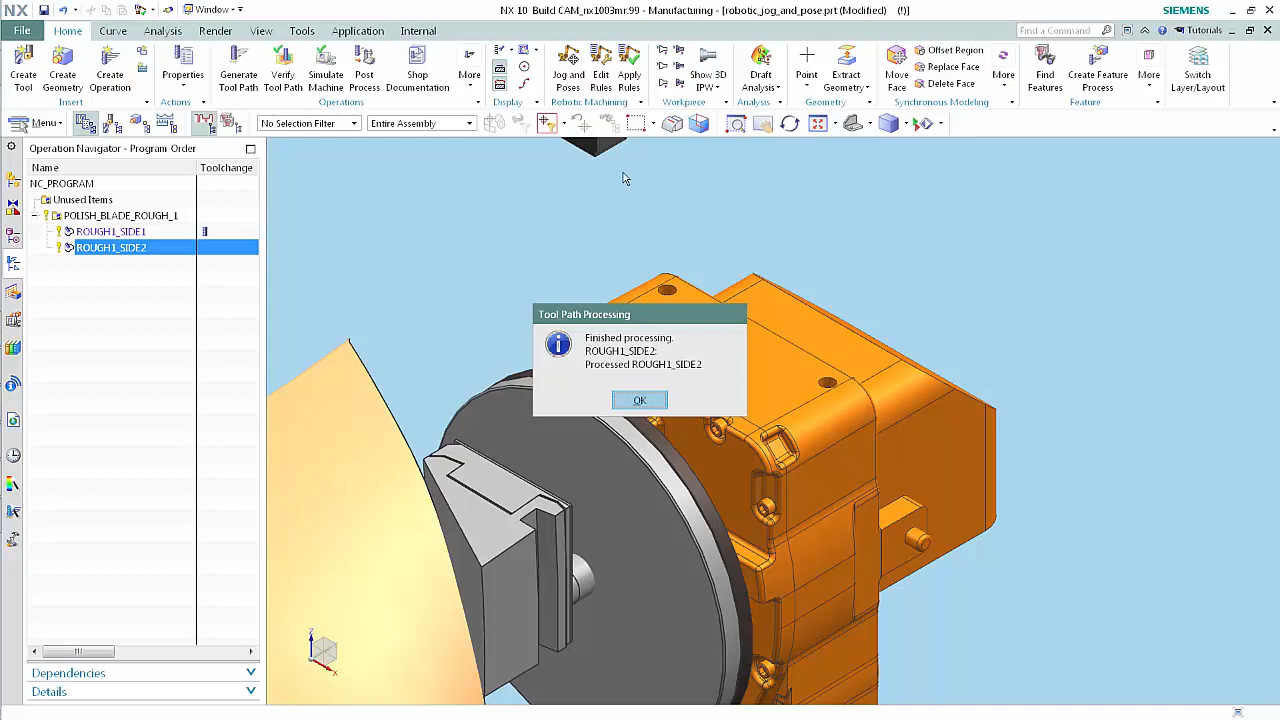 NX
Window
NX 10 Build CAM_nx1003mr.99 - Manufacturing - [robotic_jog_and_pose.prt (Modified) (!)]
SIEMENS
File
Home
Curve
Analysis
Render
View
Tools
Application
Internal
Find a Command
Tutorials
Create Tool
Create Geometry
Create Operation
Properties
Generate Tool Path
Verify Tool Path
Simulate Machine
Post Process
Shop Documentation
More
Jog and Poses
Edit Rules
Apply Rules
Show 3D IPW
Draft Analysis
Point
Extract Geometry
Move Face
Offset Region
Replace Face
Delete Face
More
Find Features
Create Feature Process
More
Switch Layer/Layout
Insert
Actions
Operations
Display
Robotic Machining
Workpiece
Analysis
Geometry
Synchronous Modeling
Feature
Menu
No Selection Filter
Entire Assembly
Operation Navigator - Program Order
Name
Toolchange
NC_PROGRAM
Unused Items
POLISH_BLADE_ROUGH_1
ROUGH1_SIDE1
ROUGH1_SIDE2
Tool Path Processing
Finished processing.
ROUGH1_SIDE2:
Processed ROUGH1_SIDE2
OK
Z
X
Dependencies
Details